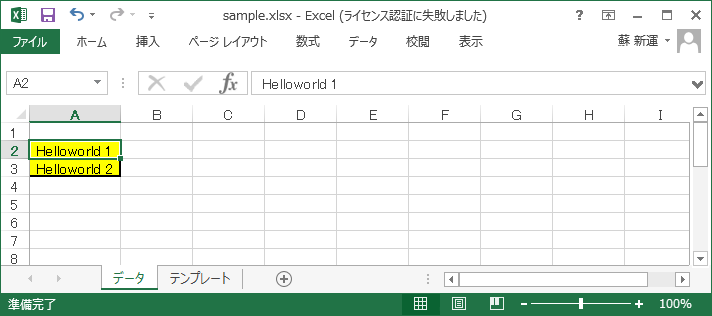 sample.xlsx - Excel (ライセンス認証に失敗しました)
ファイル ホーム 挿入 ページ レイアウト 数式 データ 校閲 表示 蘇 新運
A2 fx Helloworld 1
A B C D E F G H I
1
2 Helloworld 1
3 Helloworld 2
4
5
6
7
8
データ テンプレート
準備完了 100%